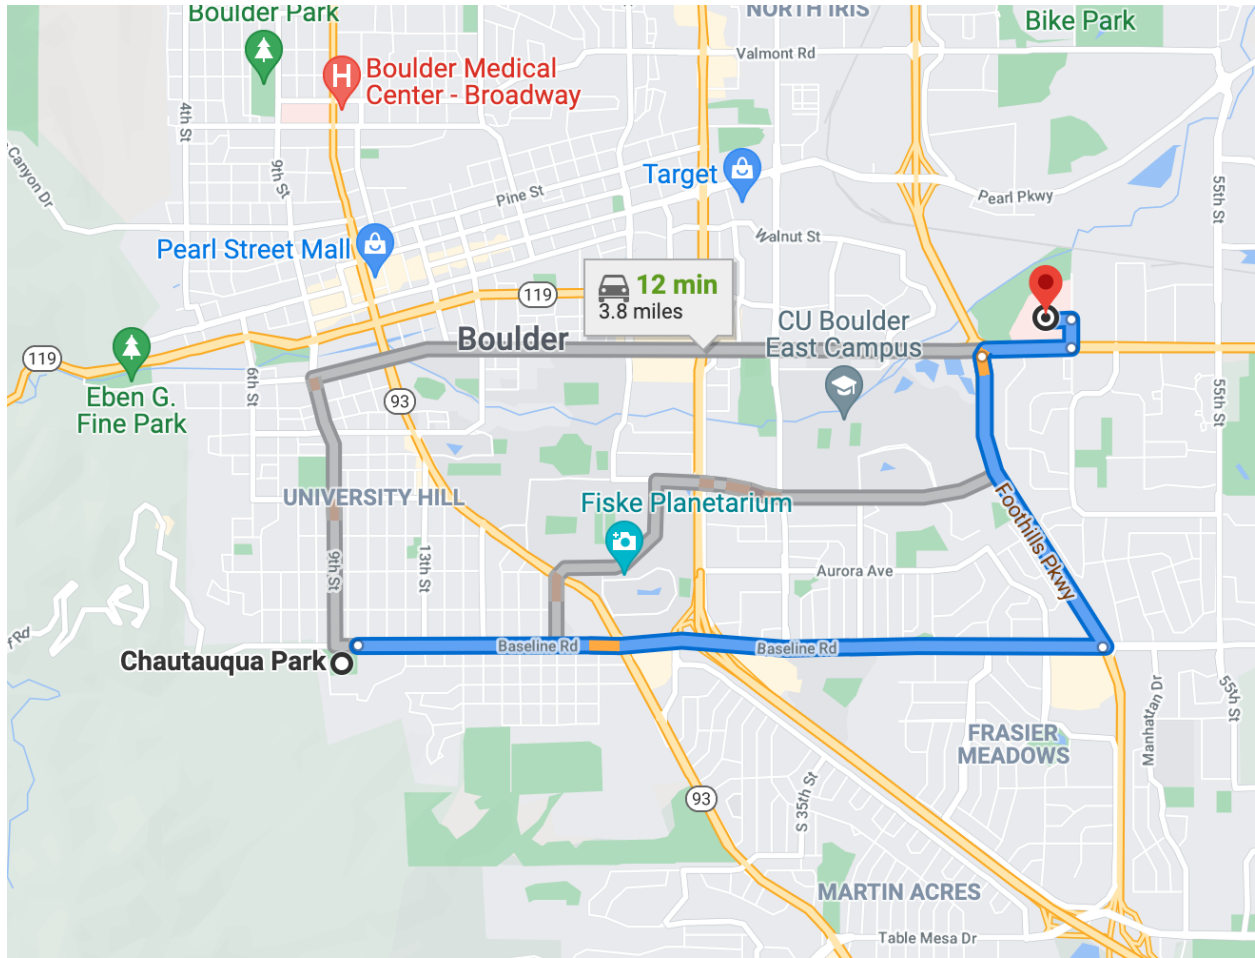 Boulder Park
NORTH IRIS
Bike Park
Valmont Rd
Boulder Medical
Center - Broadway
4th St
Canyon Dr
9th St
Pine St
Target
Pearl Pkwy
55th St
Walnut St
Pearl Street Mall
12 min
3.8 miles
119
Boulder
CU Boulder
East Campus
119
6th St
Eben G.
Fine Park
93
55th St
UNIVERSITY HILL
Fiske Planetarium
Foothills Pkwy
9th St
13th St
Aurora Ave
Rd
Baseline Rd
Baseline Rd
Chautauqua Park
Manhattan Dr
55th St
FRASIER
MEADOWS
93
S 35th St
MARTIN ACRES
Table Mesa Dr